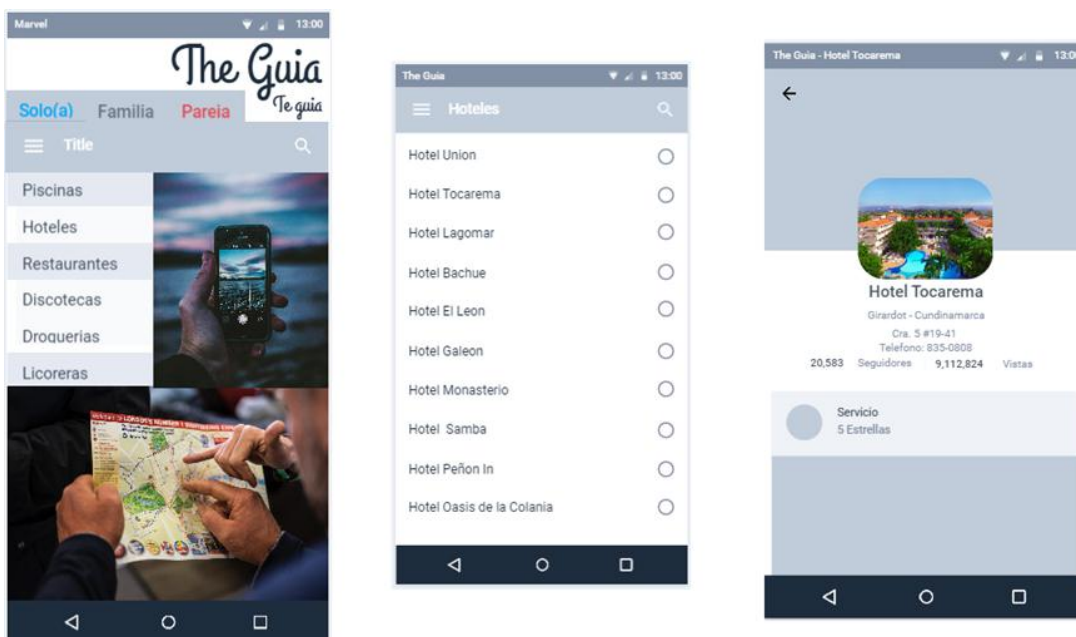 Marvel 13:00
The Guia
Te guia
Solo(a) Familia Pareja
Title
Piscinas
Hoteles
Restaurantes
Discotecas
Droguerias
Licoreras
The Guia 13:00
Hoteles
Hotel Union
Hotel Tocarema
Hotel Lagomar
Hotel Bachue
Hotel El Leon
Hotel Galeon
Hotel Monasterio
Hotel Samba
Hotel Peñon In
Hotel Oasis de la Colania
The Guia - Hotel Tocarema 13:00
Hotel Tocarema
Girardot - Cundinamarca
Cra. 5 #19-41
Telefono: 835-0808
20,583 Seguidores 9,112,824 Vistas
Servicio
5 Estrellas